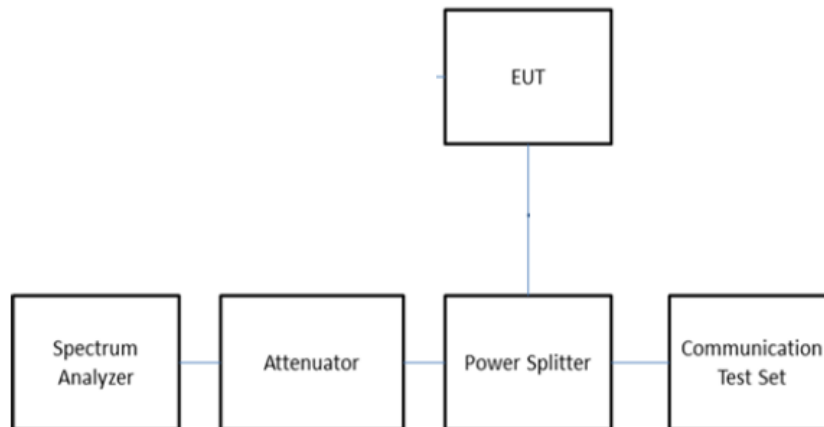 EUT
Spectrum
Analyzer
Attenuator
Power Splitter
Communication
Test Set